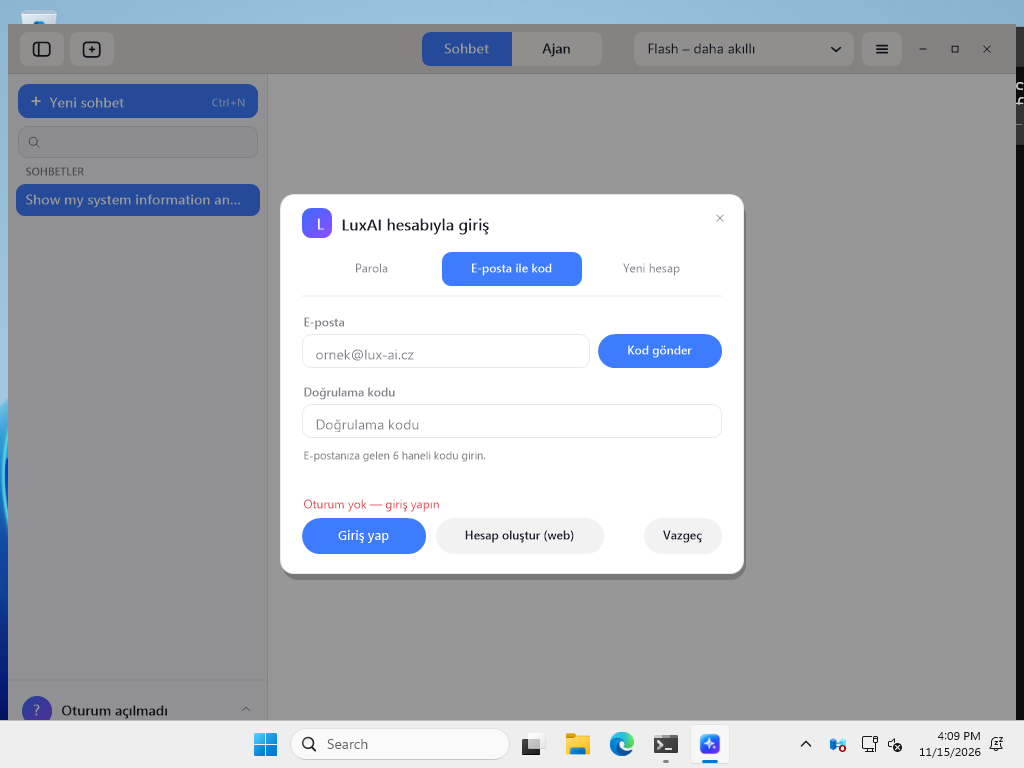 Sohbet
Ajan
Flash – daha akıllı
+ Yeni sohbet
Ctrl+N
SOHBETLER
Show my system information an...
L
LuxAI hesabıyla giriş
Parola
E-posta ile kod
Yeni hesap
E-posta
ornek@lux-ai.cz
Kod gönder
Doğrulama kodu
Doğrulama kodu
E-postanıza gelen 6 haneli kodu girin.
Oturum yok — giriş yapın
Giriş yap
Hesap oluştur (web)
Vazgeç
?
Oturum açılmadı
Search
4:09 PM
11/15/2026